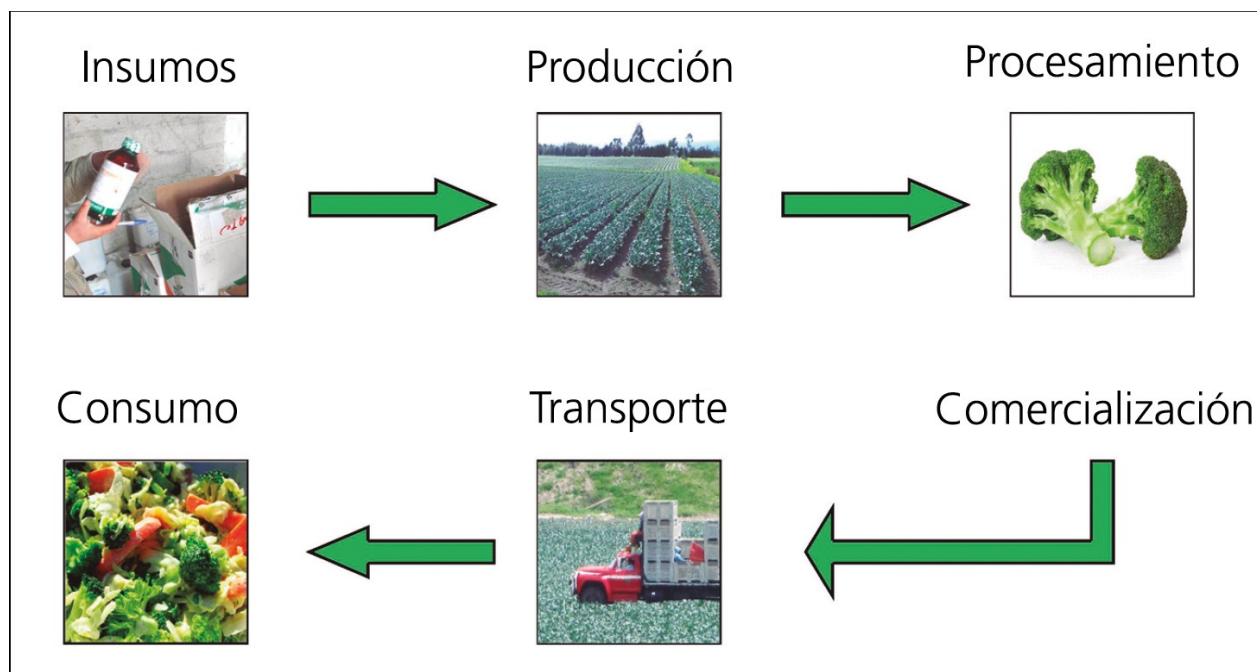 Insumos
Producción
Procesamiento
Consumo
Transporte
Comercialización